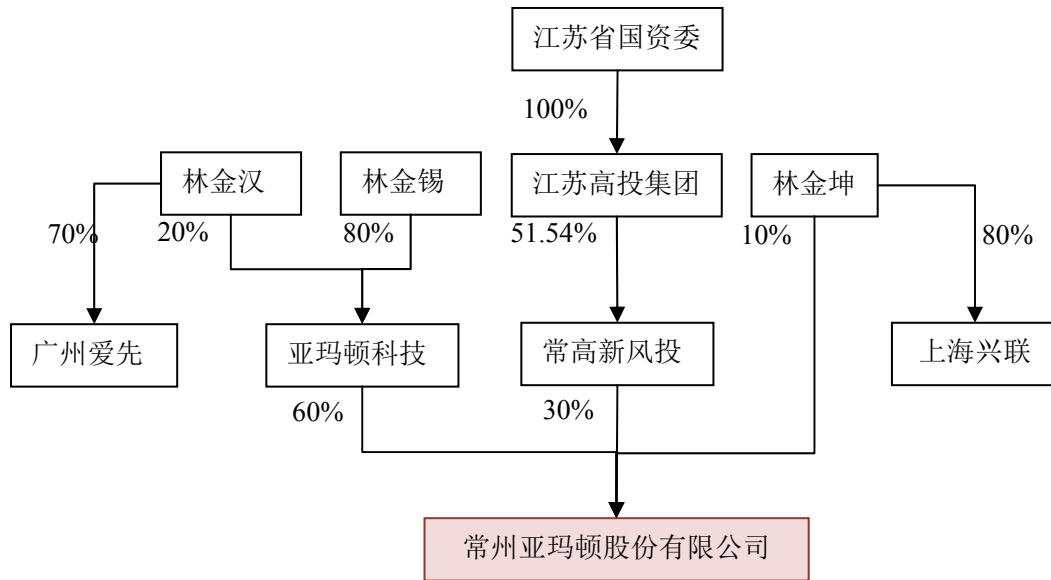 江苏省国资委
100%
林金汉
林金锡
江苏高投集团
林金坤
70%
20%
80%
51.54%
10%
80%
广州爱先
亚玛顿科技
常高新风投
上海兴联
60%
30%
常州亚玛顿股份有限公司